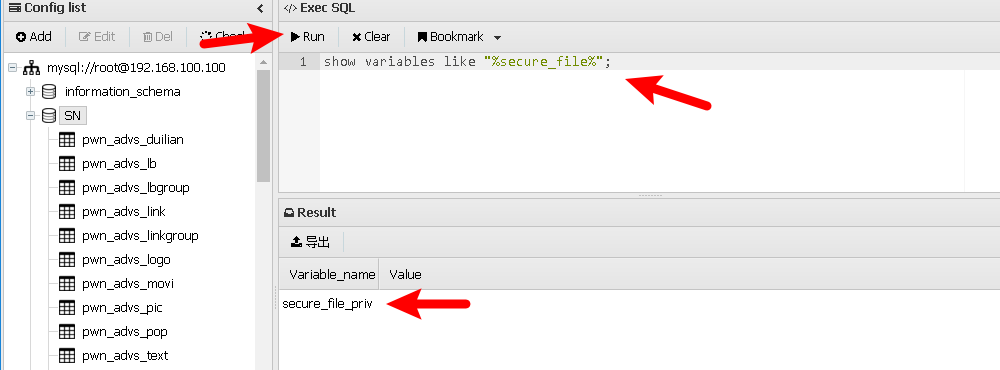 Config list
Add Edit Del Check
mysql://root@192.168.100.100
information_schema
SN
pwn_advs_duilian
pwn_advs_lb
pwn_advs_lbgroup
pwn_advs_link
pwn_advs_linkgroup
pwn_advs_logo
pwn_advs_movi
pwn_advs_pic
pwn_advs_pop
pwn_advs_text
</> Exec SQL
Run Clear Bookmark
1 show variables like "%secure_file%";
Result
导出
Variable_name Value
secure_file_priv